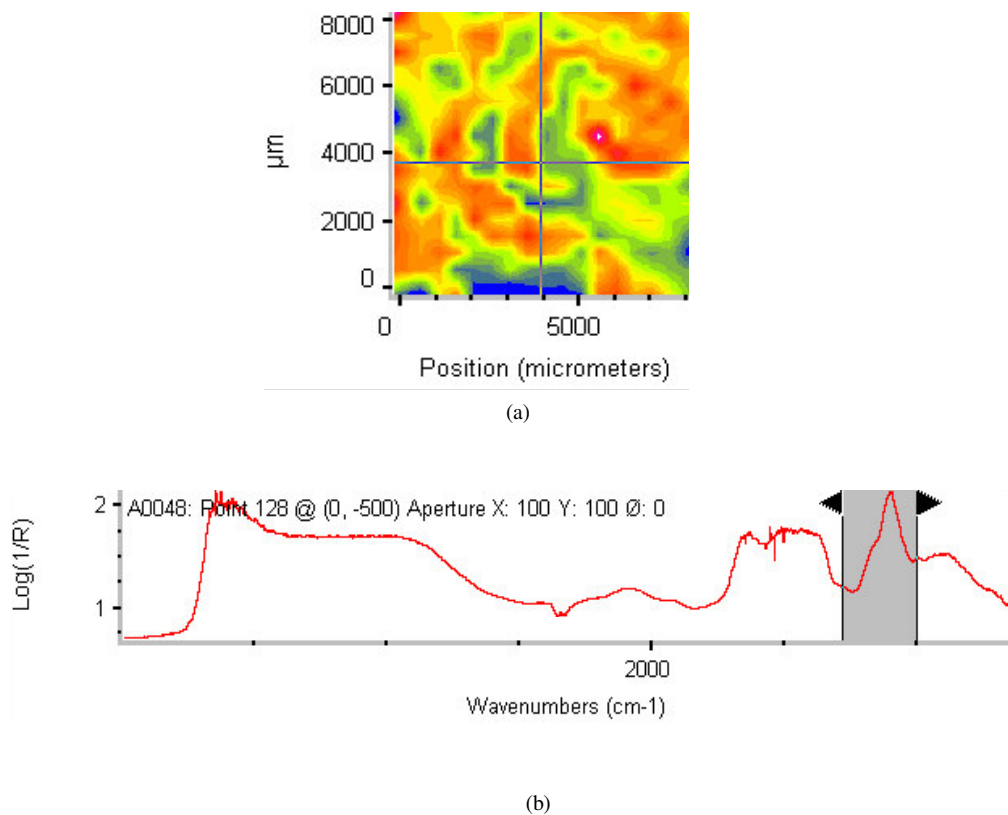 8000
6000
4000
2000
0
µm
0
5000
Position (micrometers)
(a)
2
1
Log(1/R)
A0048: Point 128 @ (0, -500) Aperture X: 100 Y: 100 Ø: 0
2000
Wavenumbers (cm-1)
(b)